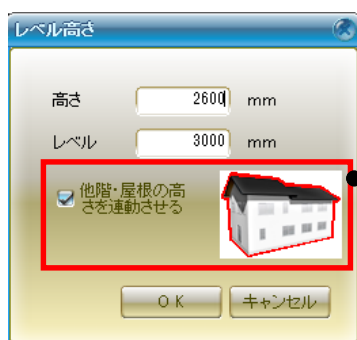 レベル高さ
高さ 2600 mm
レベル 3000 mm
他階・屋根の高
さを連動させる
OK キャンセル